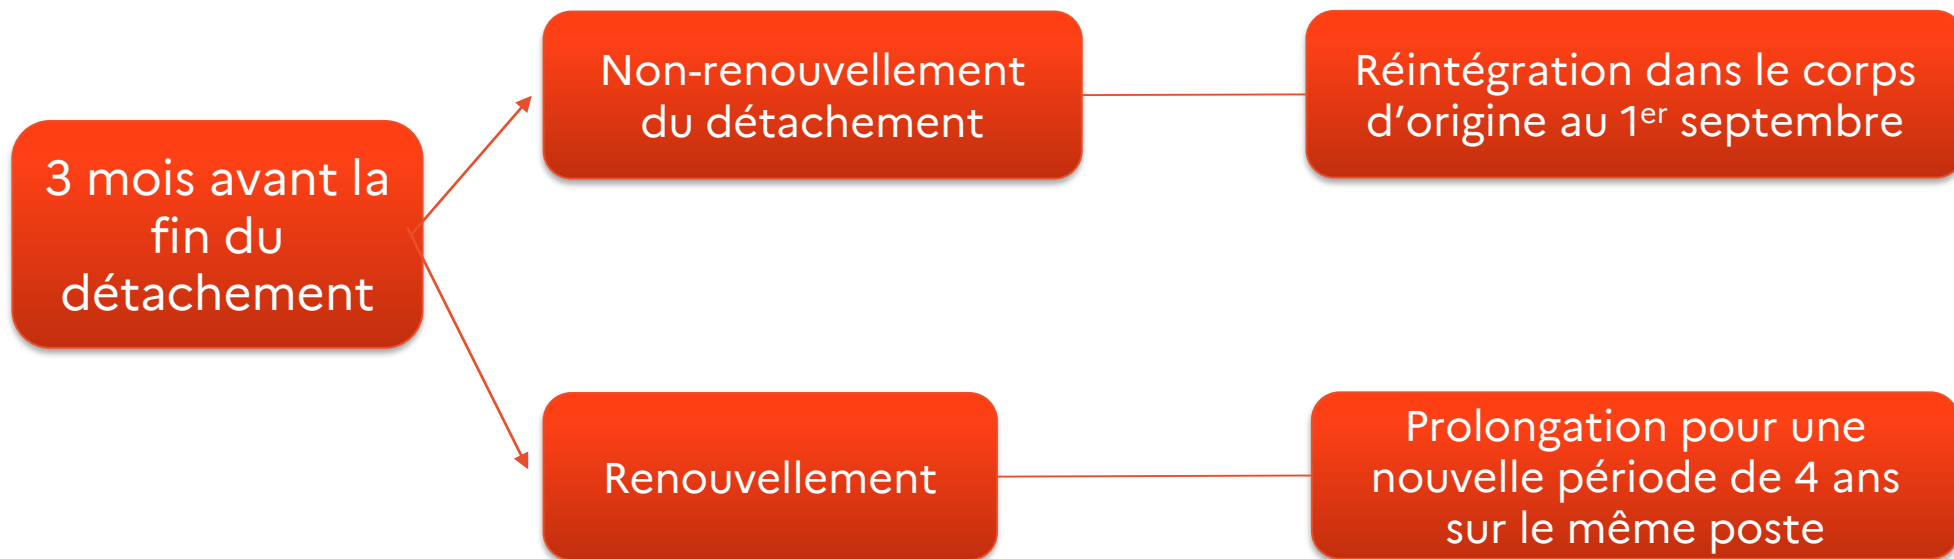 3 mois avant la
fin du
détachement
Non-renouvellement
du détachement
Réintégration dans le corps
d’origine au 1er septembre
Renouvellement
Prolongation pour une
nouvelle période de 4 ans
sur le même poste